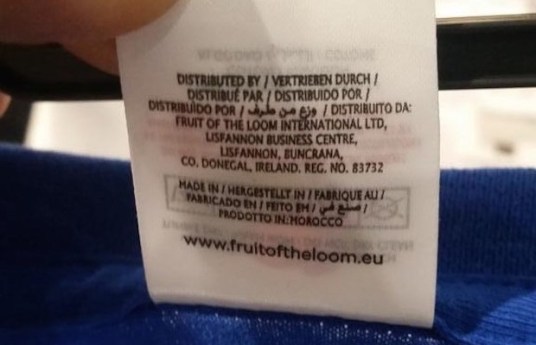 DISTRIBUTED BY / VERTRIEBEN DURCH /
DISTRIBUÉ PAR / DISTRIBUIDO POR /
DISTRIBUÍDO POR / وزع من طرف / DISTRIBUITO DA:
FRUIT OF THE LOOM INTERNATIONAL LTD,
LISFANNON BUSINESS CENTRE,
LISFANNON, BUNCRANA,
CO. DONEGAL, IRELAND. REG. NO. 83732
MADE IN / HERGESTELLT IN / FABRIQUE AU /
FABRICADO EN / FEITO EM / صنع في /
PRODOTTO IN: MOROCCO
www.fruitoftheloom.eu